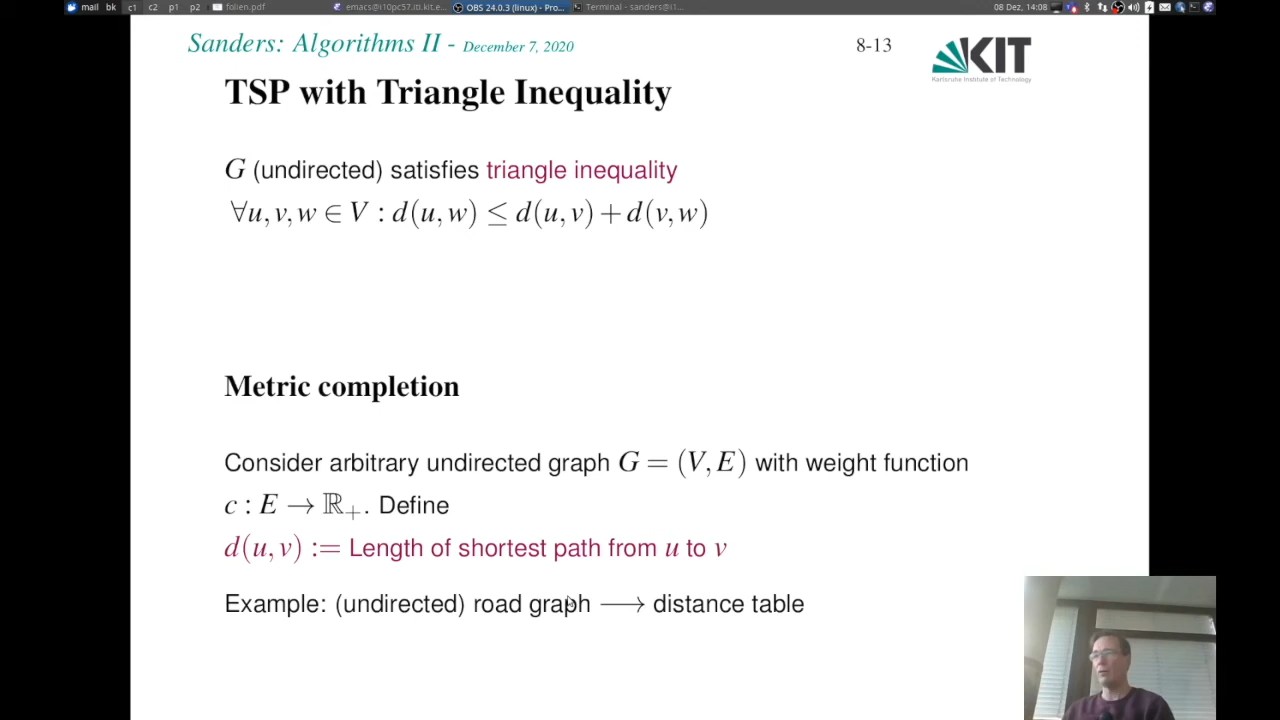 mail bk c1 c2 p1 p2 folien.pdf emacs@i10pc57.iti.kit.e... OBS 24.0.3 (linux) - Pro... Terminal - sanders@i1... 08 Dez, 14:08
Sanders: Algorithms II - December 7, 2020 8-13 KIT
Karlsruhe Institute of Technology
TSP with Triangle Inequality
G (undirected) satisfies triangle inequality
∀u, v, w ∈ V : d(u, w) ≤ d(u, v) + d(v, w)
Metric completion
Consider arbitrary undirected graph G = (V, E) with weight function
c : E → ℝ₊. Define
d(u, v) := Length of shortest path from u to v
Example: (undirected) road graph ⟶ distance table